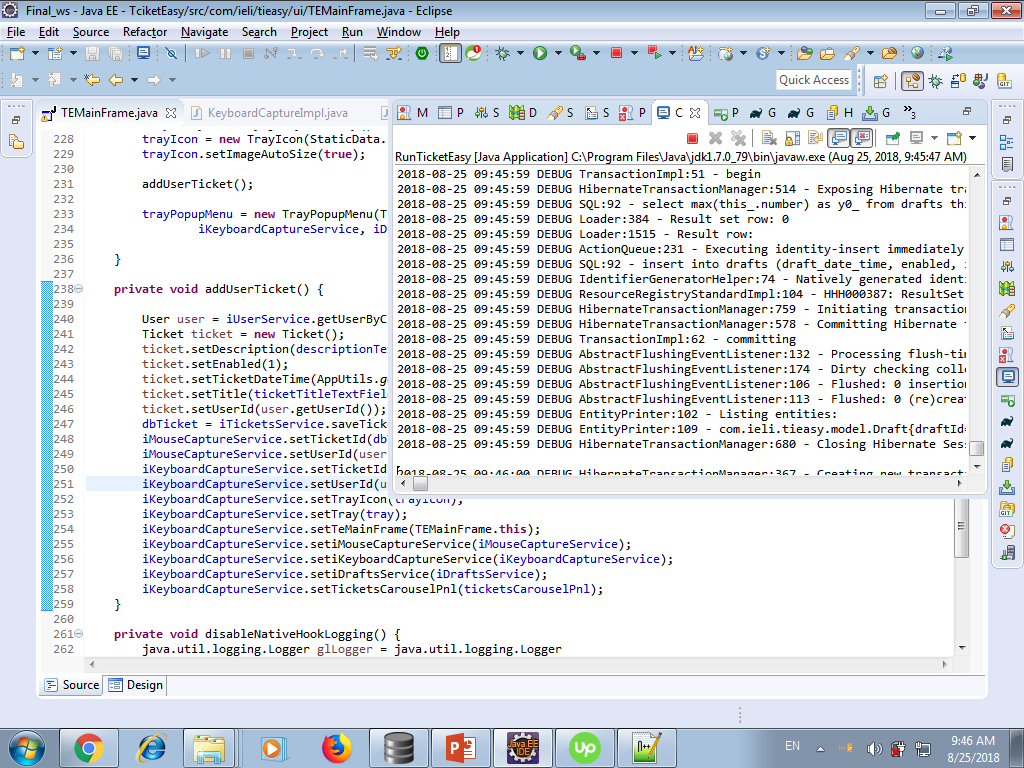 Final_ws - Java EE - TciketEasy/src/com/ieli/tieasy/ui/TEMainFrame.java - Eclipse
File Edit Source Refactor Navigate Search Project Run Window Help
Quick Access
TEMainFrame.java KeyboardCaptureImpl.java
M P S D S S P C P G G H G »3
RunTicketEasy [Java Application] C:\Program Files\Java\jdk1.7.0_79\bin\javaw.exe (Aug 25, 2018, 9:45:47 AM)
2018-08-25 09:45:59 DEBUG TransactionImpl:51 - begin
2018-08-25 09:45:59 DEBUG HibernateTransactionManager:514 - Exposing Hibernate tra
2018-08-25 09:45:59 DEBUG SQL:92 - select max(this_.number) as y0_ from drafts thi
2018-08-25 09:45:59 DEBUG Loader:384 - Result set row: 0
2018-08-25 09:45:59 DEBUG Loader:1515 - Result row:
2018-08-25 09:45:59 DEBUG ActionQueue:231 - Executing identity-insert immediately
2018-08-25 09:45:59 DEBUG SQL:92 - insert into drafts (draft_date_time, enabled,
2018-08-25 09:45:59 DEBUG IdentifierGeneratorHelper:74 - Natively generated identi
2018-08-25 09:45:59 DEBUG ResourceRegistryStandardImpl:104 - HHH000387: ResultSet
2018-08-25 09:45:59 DEBUG HibernateTransactionManager:759 - Initiating transaction
2018-08-25 09:45:59 DEBUG HibernateTransactionManager:578 - Committing Hibernate t
2018-08-25 09:45:59 DEBUG TransactionImpl:62 - committing
2018-08-25 09:45:59 DEBUG AbstractFlushingEventListener:132 - Processing flush-tim
2018-08-25 09:45:59 DEBUG AbstractFlushingEventListener:174 - Dirty checking colle
2018-08-25 09:45:59 DEBUG AbstractFlushingEventListener:106 - Flushed: 0 insertion
2018-08-25 09:45:59 DEBUG AbstractFlushingEventListener:113 - Flushed: 0 (re)creat
2018-08-25 09:45:59 DEBUG EntityPrinter:102 - Listing entities:
2018-08-25 09:45:59 DEBUG EntityPrinter:109 - com.ieli.tieasy.model.Draft{draftId=
2018-08-25 09:45:59 DEBUG HibernateTransactionManager:680 - Closing Hibernate Sess
2018-08-25 09:46:00 DEBUG HibernateTransactionManager:367 - Creating new transact
228 trayIcon = new TrayIcon(StaticData.
229 trayIcon.setImageAutoSize(true);
230
231 addUserTicket();
232
233 trayPopupMenu = new TrayPopupMenu(T
234 iKeyboardCaptureService, iD
235
236 }
237
238 private void addUserTicket() {
239
240 User user = iUserService.getUserByC
241 Ticket ticket = new Ticket();
242 ticket.setDescription(descriptionTe
243 ticket.setEnabled(1);
244 ticket.setTicketDateTime(AppUtils.g
245 ticket.setTitle(ticketTitleTextFiel
246 ticket.setUserId(user.getUserId());
247 dbTicket = iTicketsService.saveTick
248 iMouseCaptureService.setTicketId(db
249 iMouseCaptureService.setUserId(user
250 iKeyboardCaptureService.setTicketId
251 iKeyboardCaptureService.setUserId(u
252 iKeyboardCaptureService.setTrayIcon(trayIcon);
253 iKeyboardCaptureService.setTray(tray);
254 iKeyboardCaptureService.setTeMainFrame(TEMainFrame.this);
255 iKeyboardCaptureService.setiMouseCaptureService(iMouseCaptureService);
256 iKeyboardCaptureService.setiKeyboardCaptureService(iKeyboardCaptureService);
257 iKeyboardCaptureService.setiDraftsService(iDraftsService);
258 iKeyboardCaptureService.setTicketsCarouselPnl(ticketsCarouselPnl);
259 }
260
261 private void disableNativeHookLogging() {
262 java.util.logging.Logger glLogger = java.util.logging.Logger
Source Design
EN
9:46 AM
8/25/2018